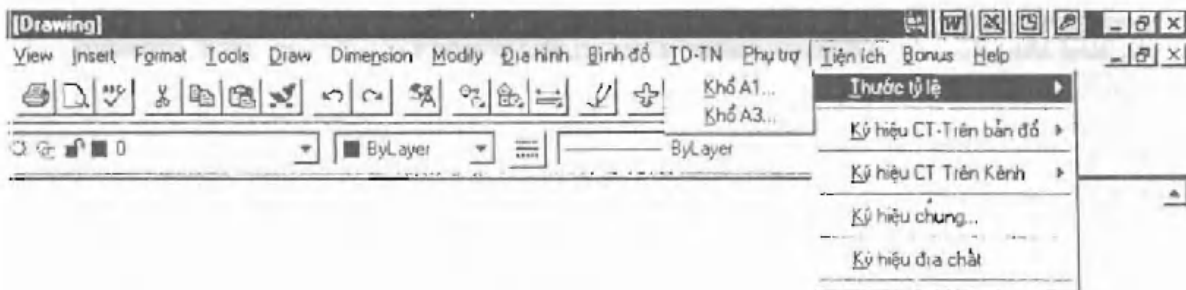 [Drawing]
View Insert Format Tools Draw Dimension Modify Địa hình Bình đồ TD-TN Phụ trợ Tiện ích Bonus Help
Khổ A1...
Khổ A3...
0 ByLayer ByLayer
Thước tỷ lệ
Ký hiệu CT-Trên bản đồ
Ký hiệu CT Trên Kênh
Ký hiệu chung...
Ký hiệu địa chất